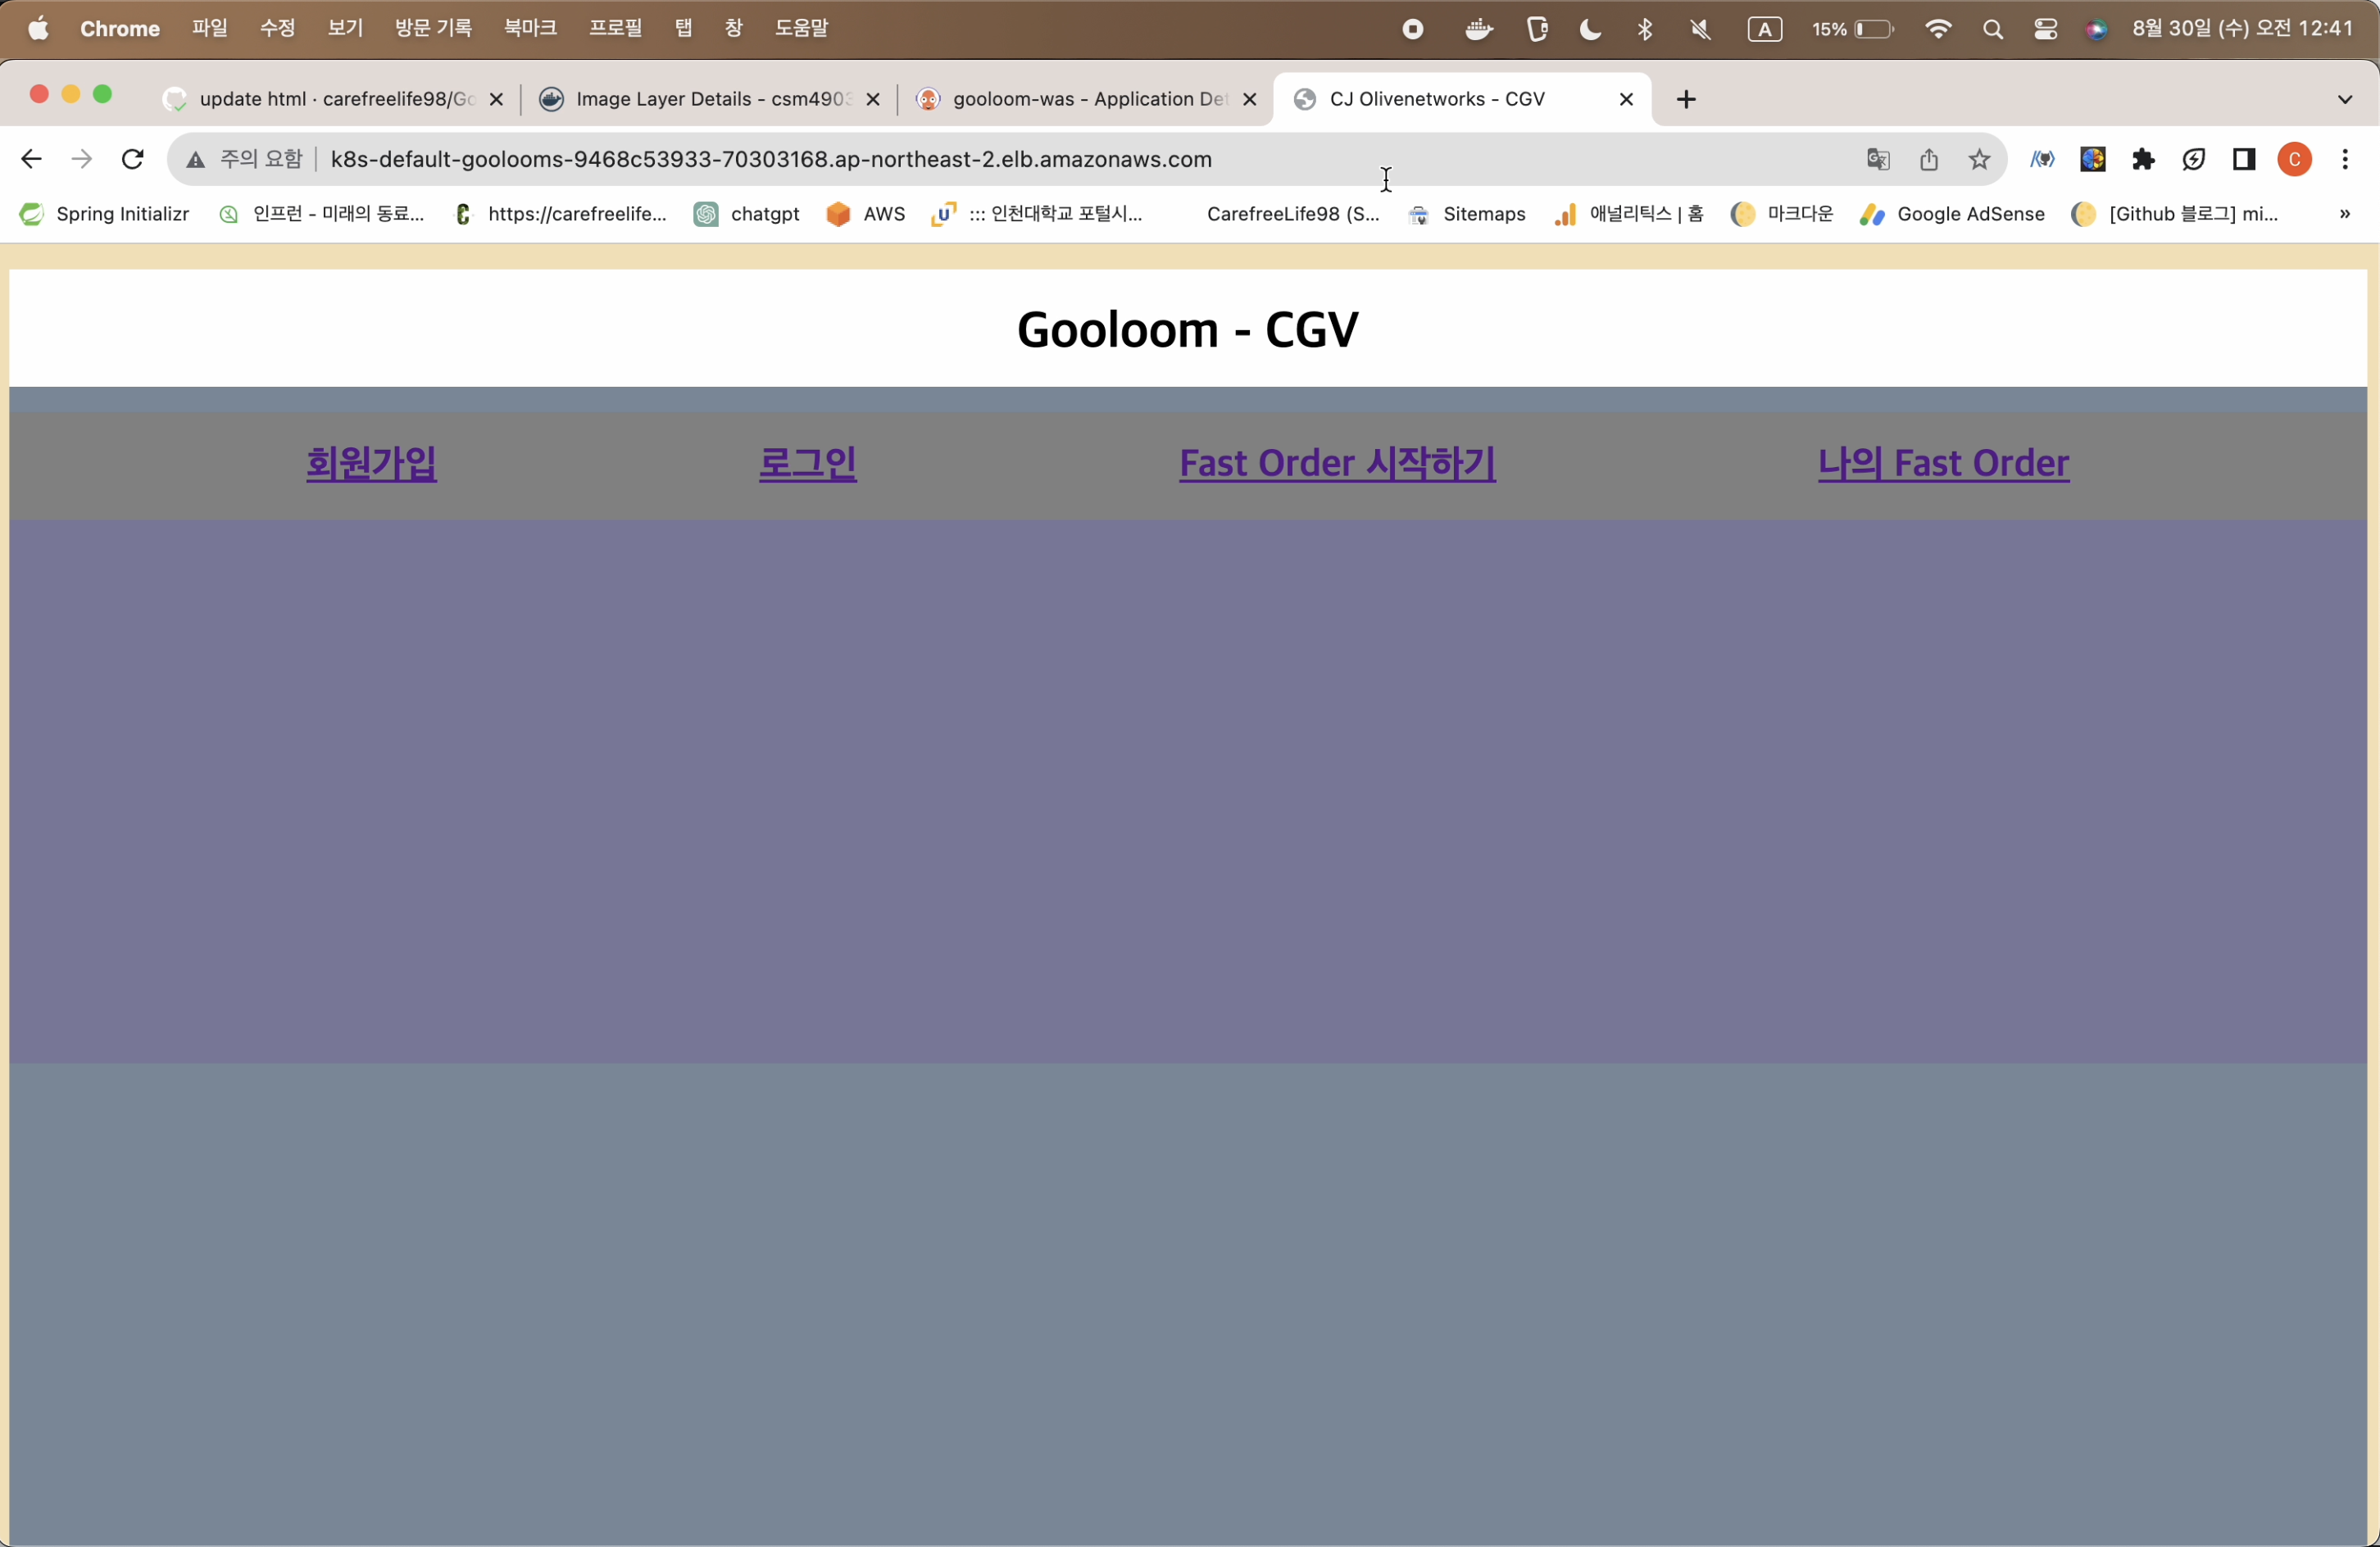 Chrome 파일 수정 보기 방문 기록 북마크 프로필 탭 창 도움말 A 15% 8월 30일 (수) 오전 12:41
update html · carefreelife98/Go Image Layer Details - csm4903 gooloom-was - Application Det CJ Olivenetworks - CGV
주의 요함 k8s-default-goolooms-9468c53933-70303168.ap-northeast-2.elb.amazonaws.com C
Spring Initializr 인프런 - 미래의 동료... https://carefreelife... chatgpt AWS ::: 인천대학교 포털시... CarefreeLife98 (S... Sitemaps 애널리틱스 | 홈 마크다운 Google AdSense [Github 블로그] mi... »
Gooloom - CGV
회원가입 로그인 Fast Order 시작하기 나의 Fast Order